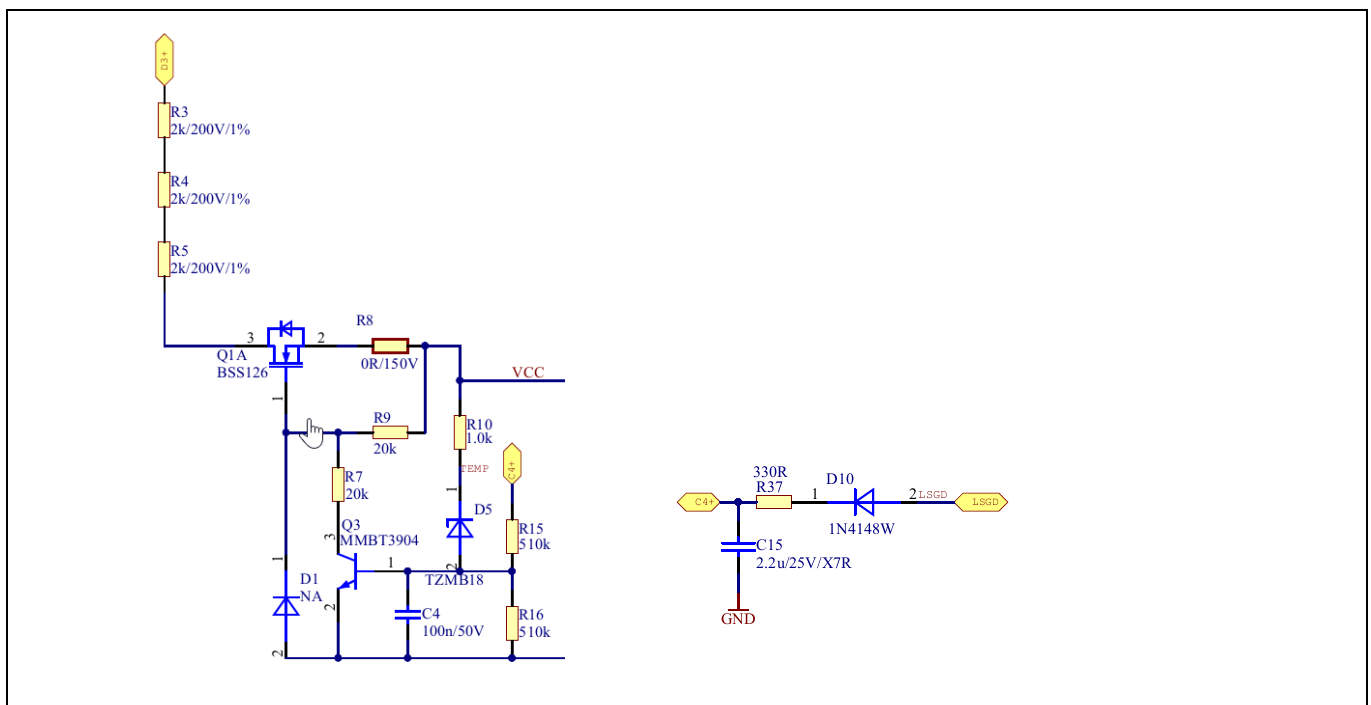 D3+
R3
2k/200V/1%
R4
2k/200V/1%
R5
2k/200V/1%
3
2
R8
Q1A
BSS126
0R/150V
VCC
1
R9
20k
R10
1.0k
TEMP
C4+
R7
20k
1
D5
R15
510k
Q3
MMBT3904
3
1
2
TZMB18
1
D1
NA
2
C4
100n/50V
R16
510k
2
330R
R37
D10
C4+
1
2
LSGD
LSGD
1N4148W
C15
2.2u/25V/X7R
GND